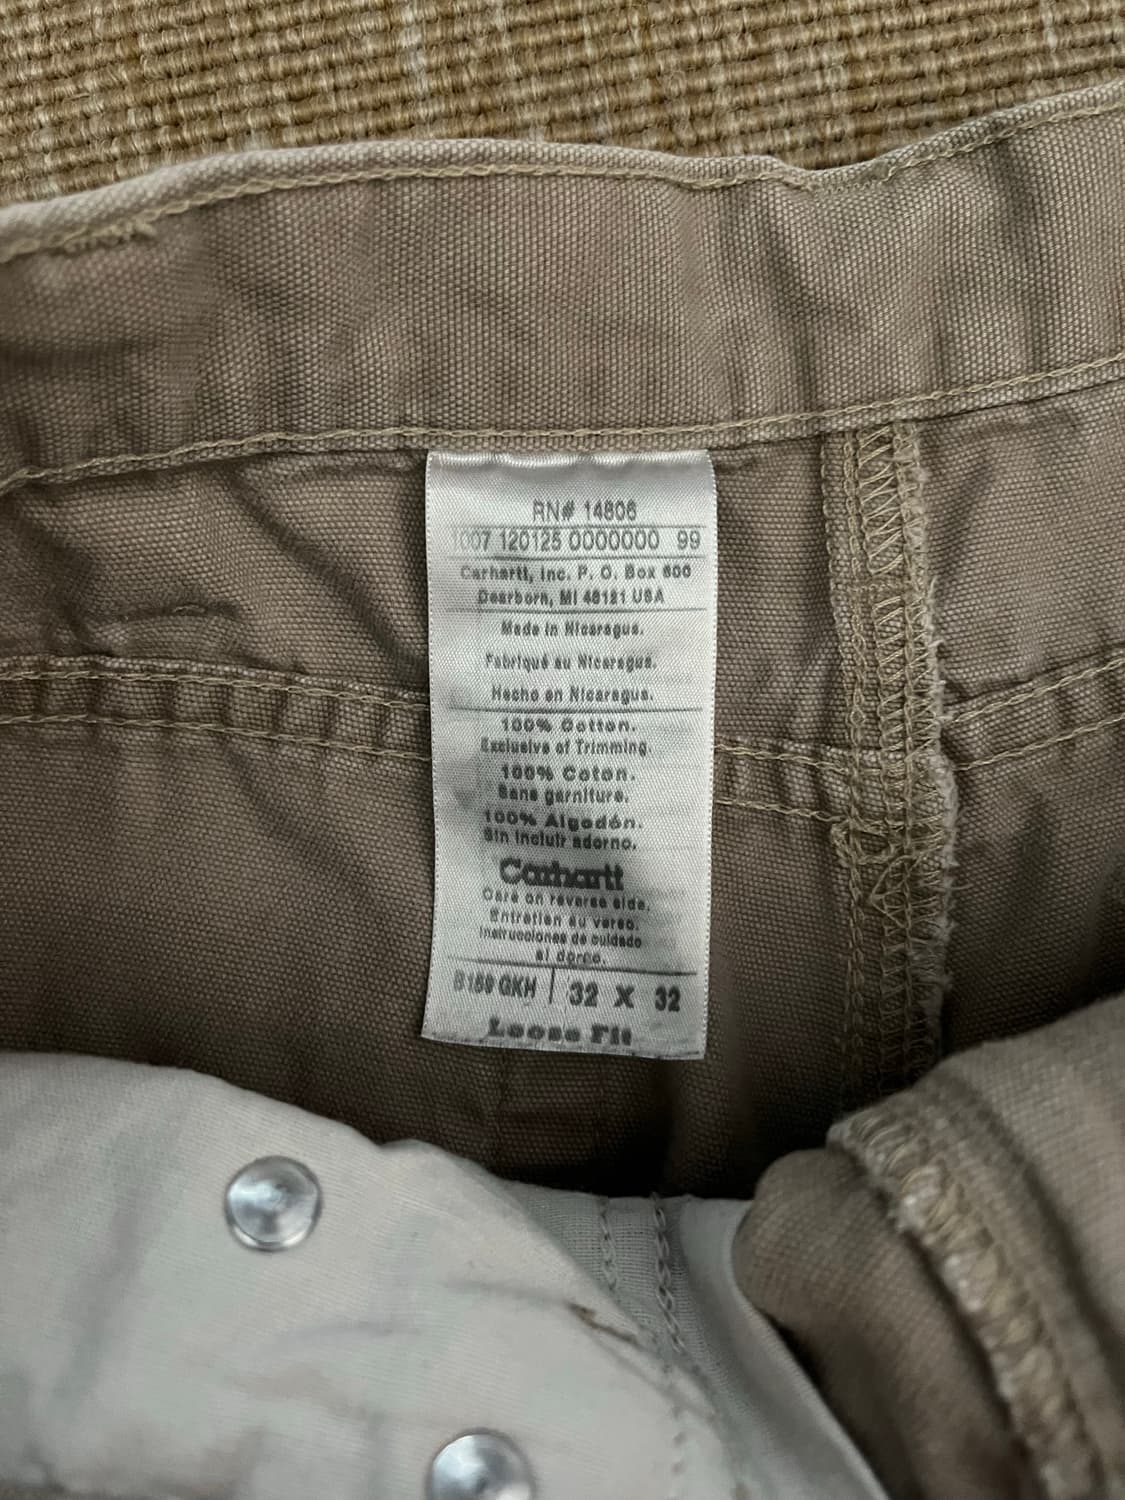 RN# 14806
1007 120125 0000000 99
Carhartt, Inc. P. O. Box 600
Dearborn, MI 48121 USA
Made in Nicaragua.
Fabriqué au Nicaragua.
Hecho en Nicaragua.
100% Cotton.
Exclusive of Trimming.
100% Coton.
Sans garniture.
100% Algodón.
Sin incluir adorno.
Carhartt
Care on reverse side.
Entretien au verso.
Instrucciones de cuidado
al dorso.
B159 GKH 32 X 32
Loose Fit